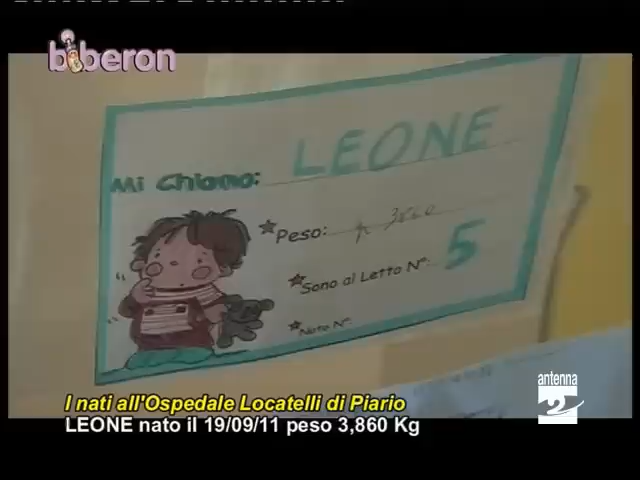 biberon
Mi chiamo: LEONE
Peso:
Sono al Letto N°: 5
Nato N°:
I nati all'Ospedale Locatelli di Piario
LEONE nato il 19/09/11 peso 3,860 Kg
antenna
2